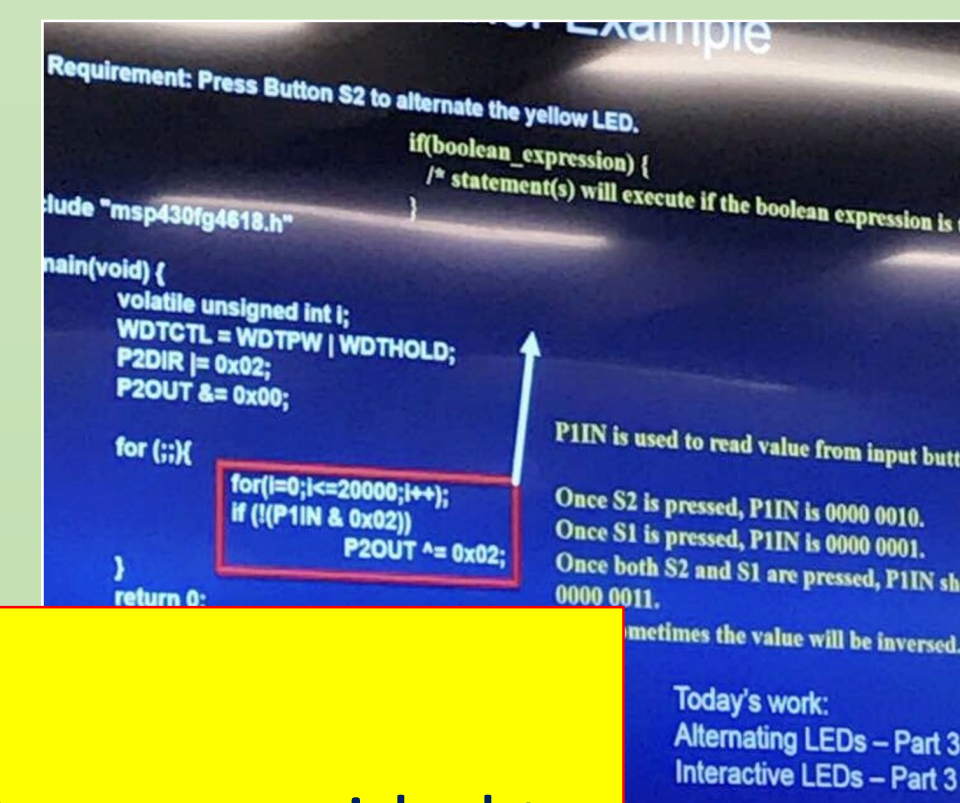 Example
Requirement: Press Button S2 to alternate the yellow LED.
if(boolean_expression) {
/* statement(s) will execute if the boolean expression is
}
clude "msp430fg4618.h"
main(void) {
volatile unsigned int i;
WDTCTL = WDTPW | WDTHOLD;
P2DIR |= 0x02;
P2OUT &= 0x00;
for (;;){
for(i=0;i<=20000;i++);
if (!(P1IN & 0x02))
P2OUT ^= 0x02;
}
return 0;
P1IN is used to read value from input butt
Once S2 is pressed, P1IN is 0000 0010.
Once S1 is pressed, P1IN is 0000 0001.
Once both S2 and S1 are pressed, P1IN sh
0000 0011.
ometimes the value will be inversed.
Today's work:
Alternating LEDs – Part 3
Interactive LEDs – Part 3